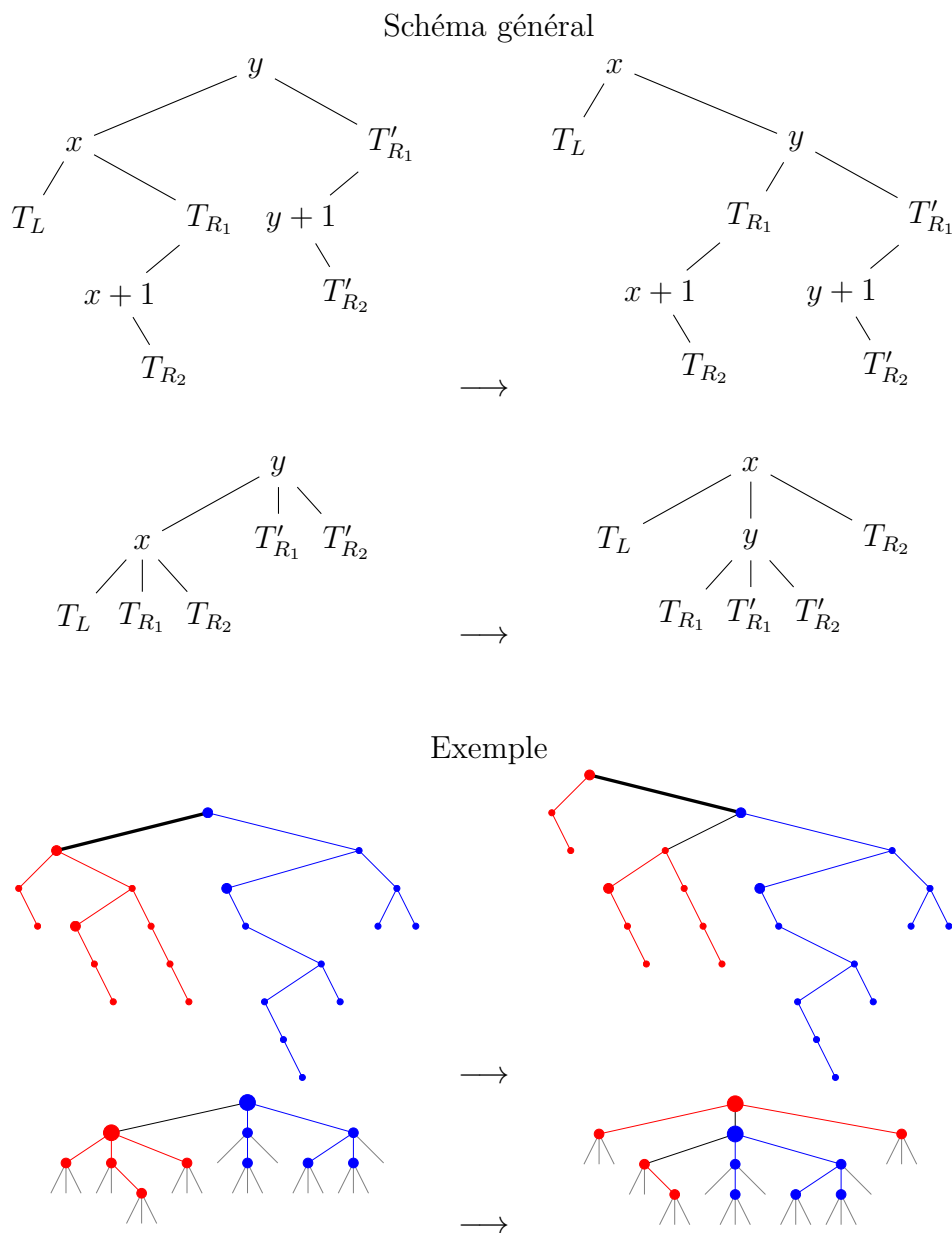 Schéma général
y x
x T'_{R_1} T_L y
T_L T_{R_1} y + 1 T_{R_1} T'_{R_1}
x + 1 T'_{R_2} x + 1 y + 1
T_{R_2} T_{R_2} T'_{R_2}
⟶
y x
x T'_{R_1} T'_{R_2} T_L y T_{R_2}
T_L T_{R_1} T_{R_2} T_{R_1} T'_{R_1} T'_{R_2}
⟶
Exemple
⟶
⟶